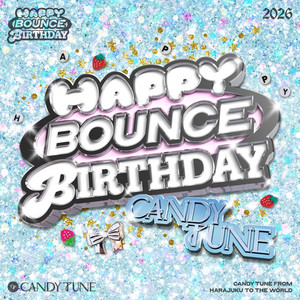 HAPPY
BOUNCE
BIRTHDAY
2026
H A P P Y
HAPPY
BOUNCE
BIRTHDAY
CANDY
TUNE
CANDY TUNE
CANDY TUNE FROM
HARAJUKU TO THE WORLD